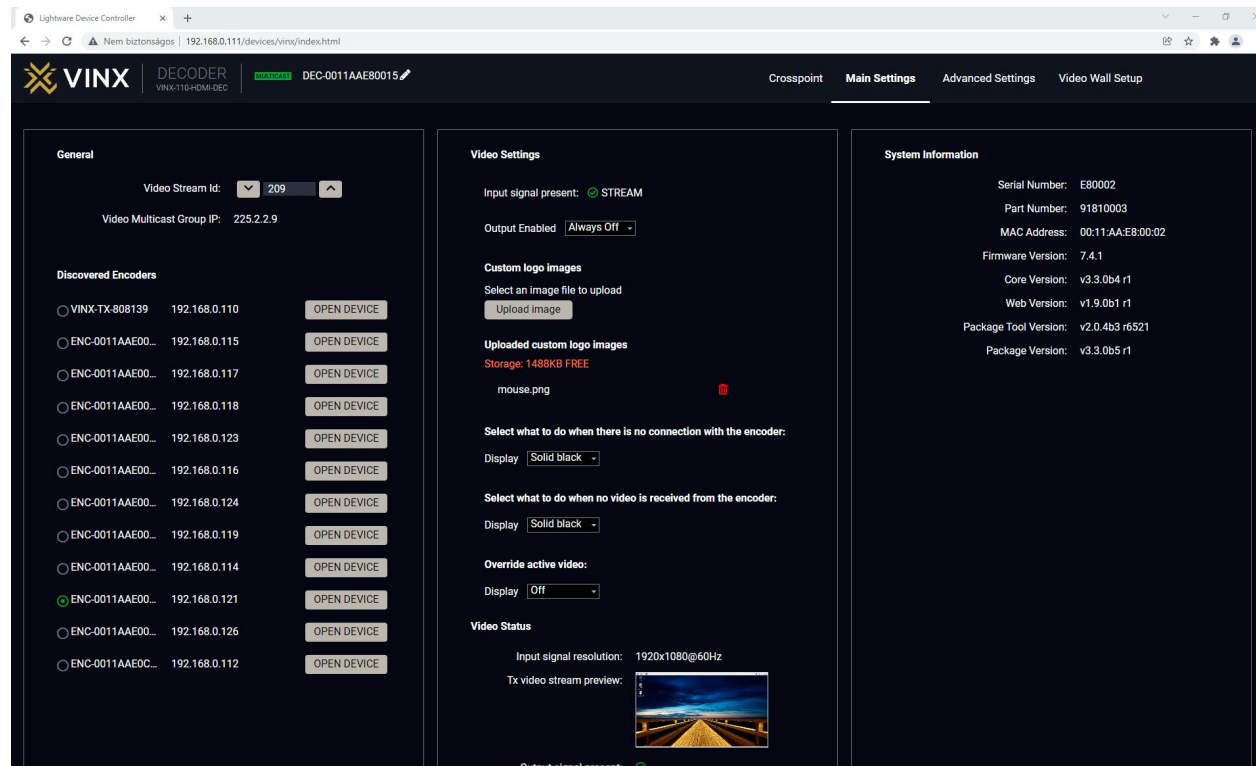 Lightware Device Controller
Nem biztonságos | 192.168.0.111/devices/vinx/index.html
VINX
DECODER
VINX-110-HDMI-DEC
MULTICAST
DEC-0011AAE80015
Crosspoint
Main Settings
Advanced Settings
Video Wall Setup
General
Video Stream Id: 209
Video Multicast Group IP: 225.2.2.9
Discovered Encoders
VINX-TX-808139 192.168.0.110 OPEN DEVICE
ENC-0011AAE00... 192.168.0.115 OPEN DEVICE
ENC-0011AAE00... 192.168.0.117 OPEN DEVICE
ENC-0011AAE00... 192.168.0.118 OPEN DEVICE
ENC-0011AAE00... 192.168.0.123 OPEN DEVICE
ENC-0011AAE00... 192.168.0.116 OPEN DEVICE
ENC-0011AAE00... 192.168.0.124 OPEN DEVICE
ENC-0011AAE00... 192.168.0.119 OPEN DEVICE
ENC-0011AAE00... 192.168.0.114 OPEN DEVICE
ENC-0011AAE00... 192.168.0.121 OPEN DEVICE
ENC-0011AAE00... 192.168.0.126 OPEN DEVICE
ENC-0011AAE0C... 192.168.0.112 OPEN DEVICE
Video Settings
Input signal present: STREAM
Output Enabled Always Off
Custom logo images
Select an image file to upload
Upload image
Uploaded custom logo images
Storage: 1488KB FREE
mouse.png
Select what to do when there is no connection with the encoder:
Display Solid black
Select what to do when no video is received from the encoder:
Display Solid black
Override active video:
Display Off
Video Status
Input signal resolution: 1920x1080@60Hz
Tx video stream preview:
Output signal present:
System Information
Serial Number: E80002
Part Number: 91810003
MAC Address: 00:11:AA:E8:00:02
Firmware Version: 7.4.1
Core Version: v3.3.0b4 r1
Web Version: v1.9.0b1 r1
Package Tool Version: v2.0.4b3 r6521
Package Version: v3.3.0b5 r1